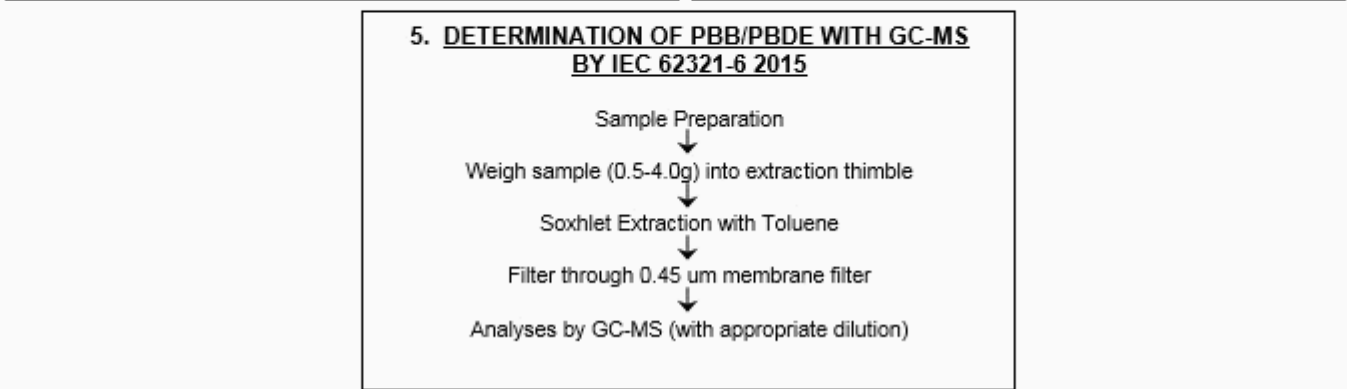 5. DETERMINATION OF PBB/PBDE WITH GC-MS
BY IEC 62321-6 2015
Sample Preparation
Weigh sample (0.5-4.0g) into extraction thimble
Soxhlet Extraction with Toluene
Filter through 0.45 um membrane filter
Analyses by GC-MS (with appropriate dilution)